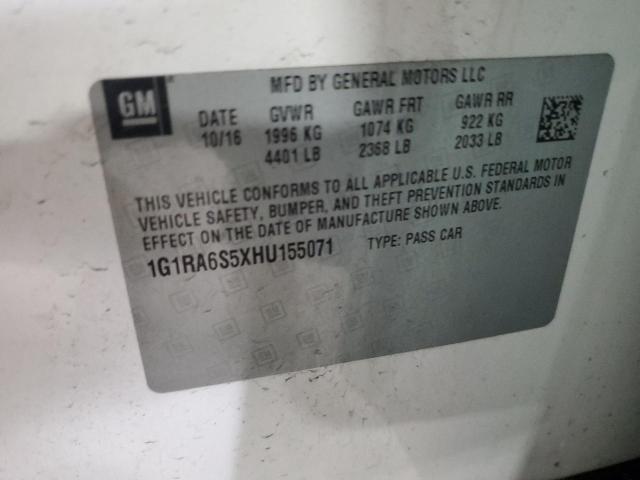 GM
MFD BY GENERAL MOTORS LLC
DATE GVWR GAWR FRT GAWR RR
10/16 1996 KG 1074 KG 922 KG
4401 LB 2368 LB 2033 LB
THIS VEHICLE CONFORMS TO ALL APPLICABLE U.S. FEDERAL MOTOR
VEHICLE SAFETY, BUMPER, AND THEFT PREVENTION STANDARDS IN
EFFECT ON THE DATE OF MANUFACTURE SHOWN ABOVE.
1G1RA6S5XHU155071 TYPE: PASS CAR